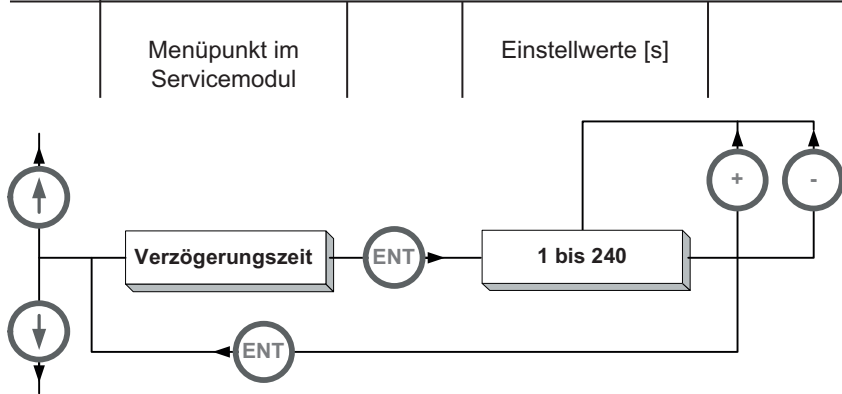 Menüpunkt im
Servicemodul
Einstellwerte [s]
+
-
Verzögerungszeit
ENT
1 bis 240
ENT